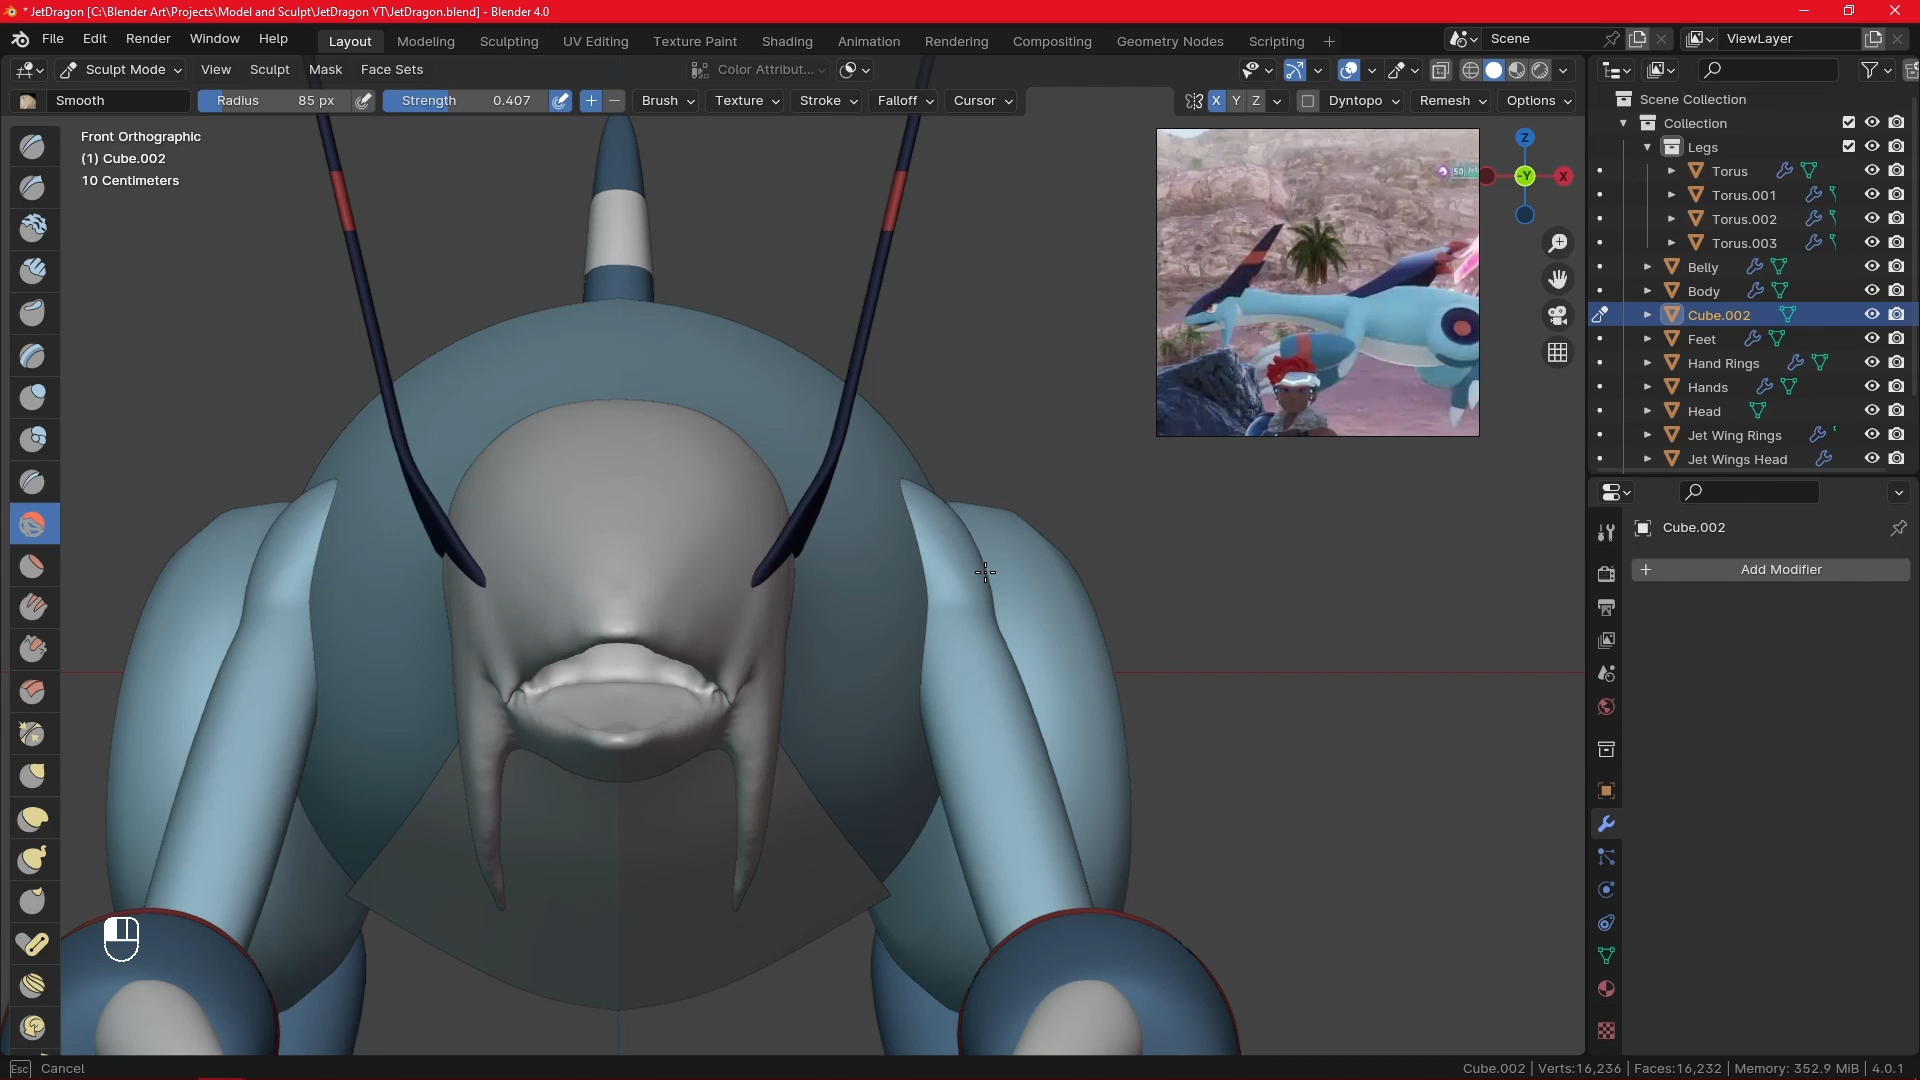 * JetDragon [C:\Blender Art\Projects\Model and Sculpt\JetDragon YT\JetDragon.blend] - Blender 4.0
File Edit Render Window Help
Layout Modeling Sculpting UV Editing Texture Paint Shading Animation Rendering Compositing Geometry Nodes Scripting +
Scene
ViewLayer
Sculpt Mode View Sculpt Mask Face Sets
Color Attribut...
Smooth Radius 85 px Strength 0.407 Brush Texture Stroke Falloff Cursor
X Y Z Dyntopo Remesh Options
Front Orthographic
(1) Cube.002
10 Centimeters
Z
-Y
X
50
Scene Collection
Collection
Legs
Torus
Torus.001
Torus.002
Torus.003
Belly
Body
Cube.002
Feet
Hand Rings
Hands
Head
Jet Wing Rings
Jet Wings Head
Cube.002
+ Add Modifier
Esc Cancel
Cube.002 | Verts:16,236 | Faces:16,232 | Memory: 352.9 MiB | 4.0.1